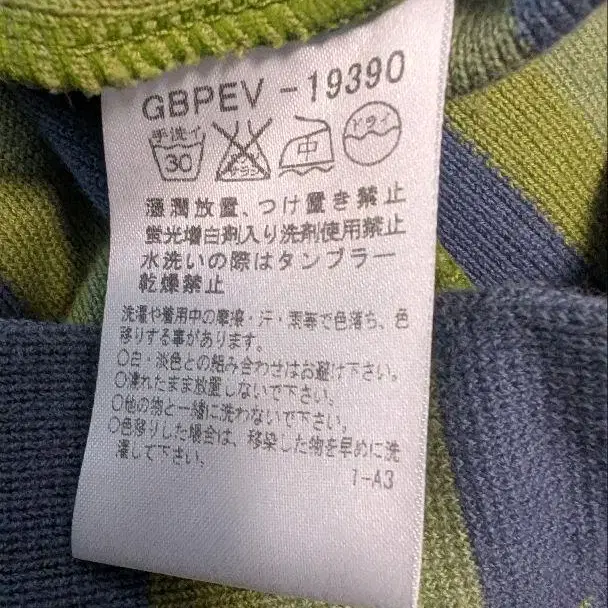 GBPEV-19390
手洗イ 30 サラシ 中 ドライ
湿潤放置、つけ置き禁止
蛍光増白剤入り洗剤使用禁止
水洗いの際はタンブラー
乾燥禁止
洗濯や着用中の摩擦・汗・雨等で色落ち、色
移りする事があります。
○白・淡色との組み合わせはお避け下さい。
○濡れたまま放置しないで下さい。
○他の物と一緒に洗わないで下さい。
○色移りした場合は、移染した物を早めに洗
濯して下さい。
1-A3